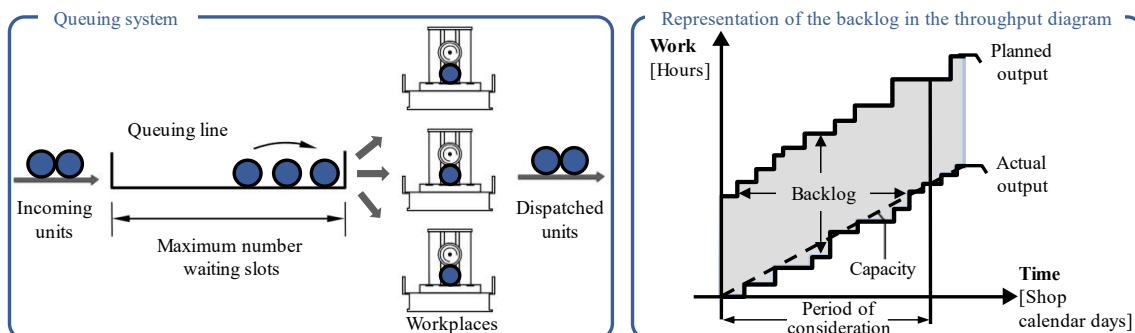 Queuing system
Queuing line
Incoming
units
Maximum number
waiting slots
Dispatched
units
Workplaces
Representation of the backlog in the throughput diagram
Work
[Hours]
Planned
output
Backlog
Actual
output
Capacity
Time
[Shop
calendar days]
Period of
consideration